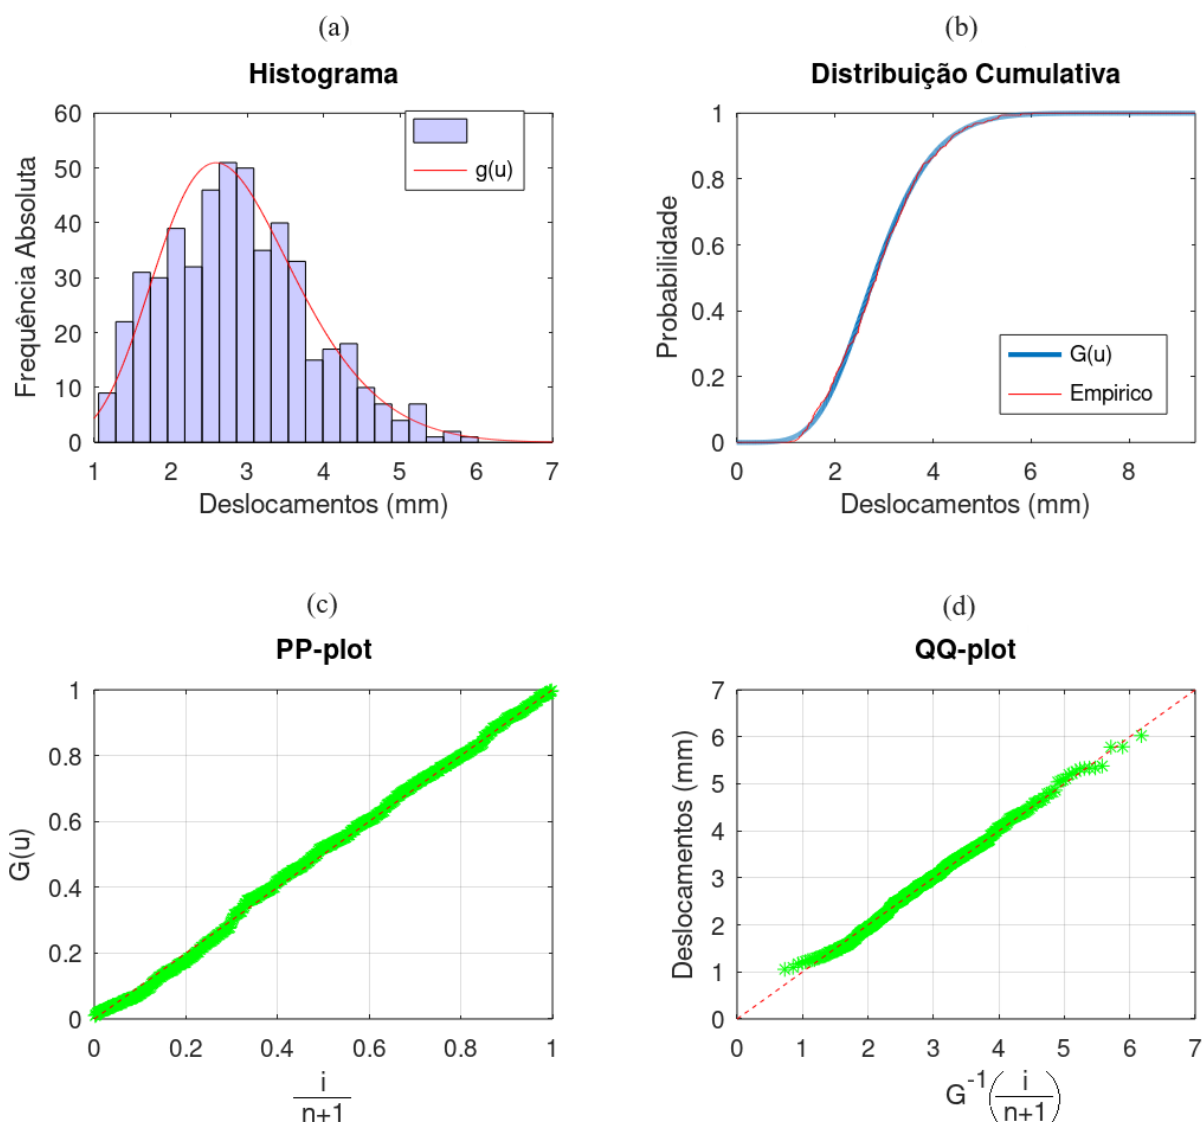 (a)
Histograma
60
50
40
30
20
10
0
Frequência Absoluta
g(u)
1 2 3 4 5 6 7
Deslocamentos (mm)
(b)
Distribuição Cumulativa
1
0.8
0.6
0.4
0.2
0
Probabilidade
G(u)
Empirico
0 2 4 6 8
Deslocamentos (mm)
(c)
PP-plot
1
0.8
0.6
0.4
0.2
0
G(u)
0 0.2 0.4 0.6 0.8 1
i
n+1
(d)
QQ-plot
7
6
5
4
3
2
1
0
Deslocamentos (mm)
0 1 2 3 4 5 6 7
G^-1(i/n+1)